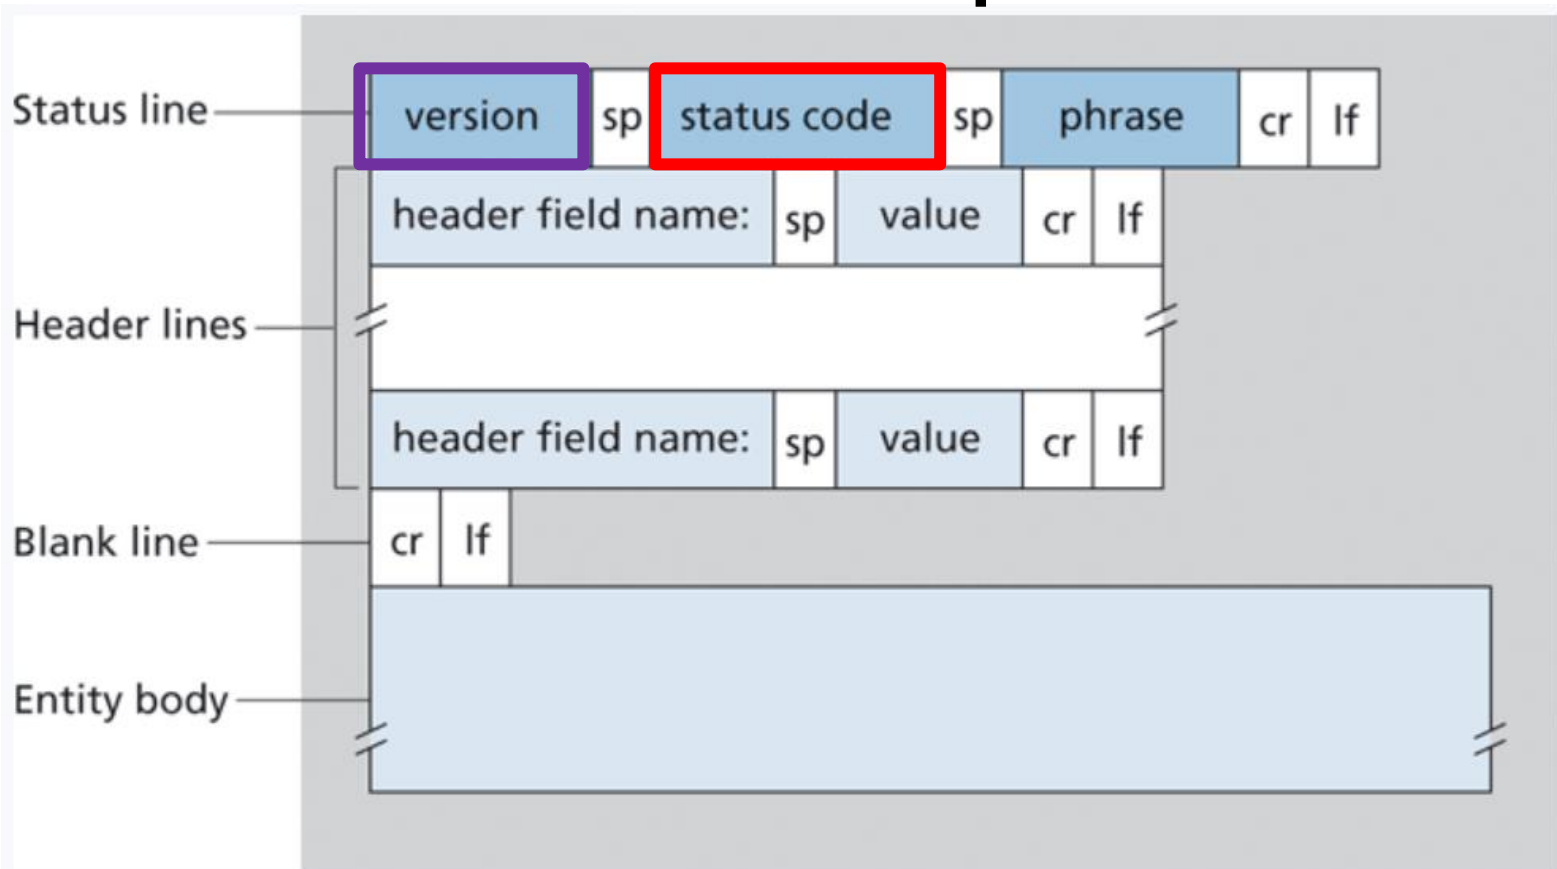 Status line version sp status code sp phrase cr lf
header field name: sp value cr lf
Header lines
header field name: sp value cr lf
Blank line cr lf
Entity body